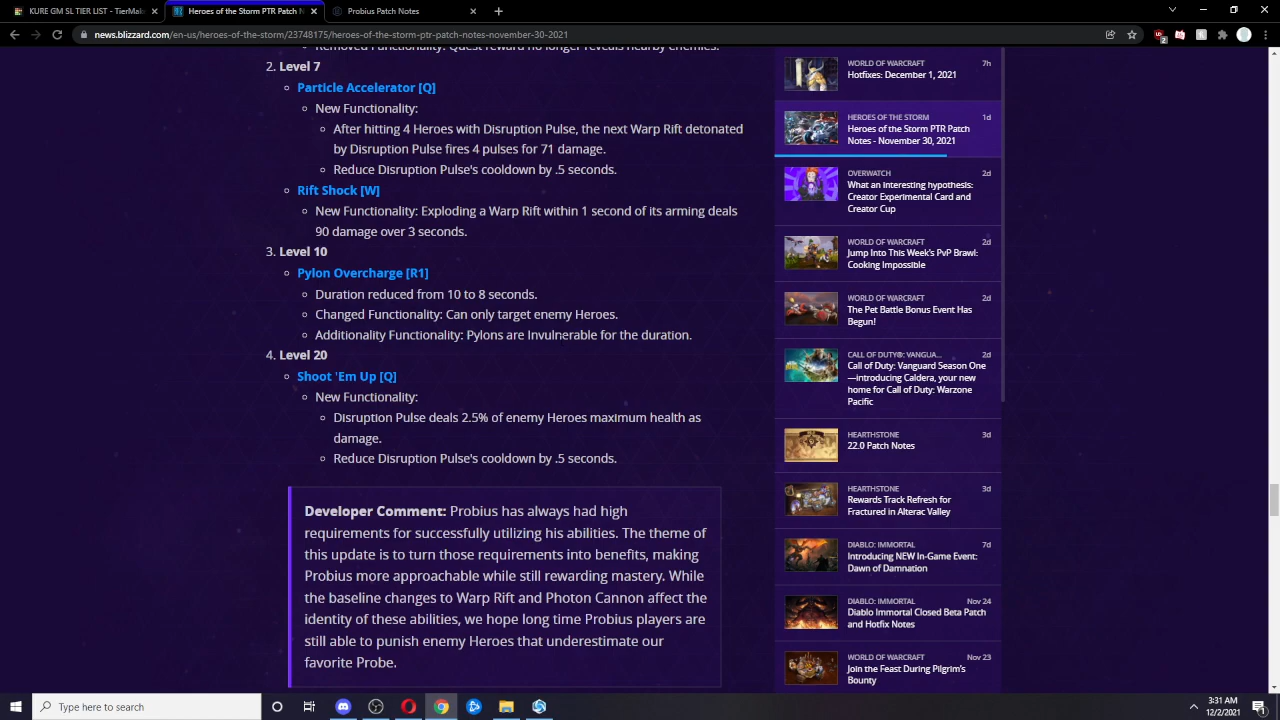 KURE GM SL TIER LIST - TierMak
Heroes of the Storm PTR Patch N
Probius Patch Notes
news.blizzard.com/en-us/heroes-of-the-storm/23748175/heroes-of-the-storm-ptr-patch-notes-november-30-2021
Removed Functionality: Quest reward no longer reveals nearby enemies.
2. Level 7
Particle Accelerator [Q]
New Functionality:
After hitting 4 Heroes with Disruption Pulse, the next Warp Rift detonated
by Disruption Pulse fires 4 pulses for 71 damage.
Reduce Disruption Pulse's cooldown by .5 seconds.
Rift Shock [W]
New Functionality: Exploding a Warp Rift within 1 second of its arming deals
90 damage over 3 seconds.
3. Level 10
Pylon Overcharge [R1]
Duration reduced from 10 to 8 seconds.
Changed Functionality: Can only target enemy Heroes.
Additionality Functionality: Pylons are Invulnerable for the duration.
4. Level 20
Shoot 'Em Up [Q]
New Functionality:
Disruption Pulse deals 2.5% of enemy Heroes maximum health as
damage.
Reduce Disruption Pulse's cooldown by .5 seconds.
Developer Comment: Probius has always had high
requirements for successfully utilizing his abilities. The theme of
this update is to turn those requirements into benefits, making
Probius more approachable while still rewarding mastery. While
the baseline changes to Warp Rift and Photon Cannon affect the
identity of these abilities, we hope long time Probius players are
still able to punish enemy Heroes that underestimate our
favorite Probe.
WORLD OF WARCRAFT 7h
Hotfixes: December 1, 2021
HEROES OF THE STORM 1d
Heroes of the Storm PTR Patch
Notes - November 30, 2021
OVERWATCH 2d
What an interesting hypothesis:
Creator Experimental Card and
Creator Cup
WORLD OF WARCRAFT 2d
Jump Into This Week's PvP Brawl:
Cooking Impossible
WORLD OF WARCRAFT 2d
The Pet Battle Bonus Event Has
Begun!
CALL OF DUTY®: VANGUA... 2d
Call of Duty: Vanguard Season One
—introducing Caldera, your new
home for Call of Duty: Warzone
Pacific
HEARTHSTONE 3d
22.0 Patch Notes
HEARTHSTONE 3d
Rewards Track Refresh for
Fractured in Alterac Valley
DIABLO: IMMORTAL 7d
Introducing NEW In-Game Event:
Dawn of Damnation
DIABLO: IMMORTAL Nov 24
Diablo Immortal Closed Beta Patch
and Hotfix Notes
WORLD OF WARCRAFT Nov 23
Join the Feast During Pilgrim's
Bounty
Type here to search
3:31 AM
12/2/2021